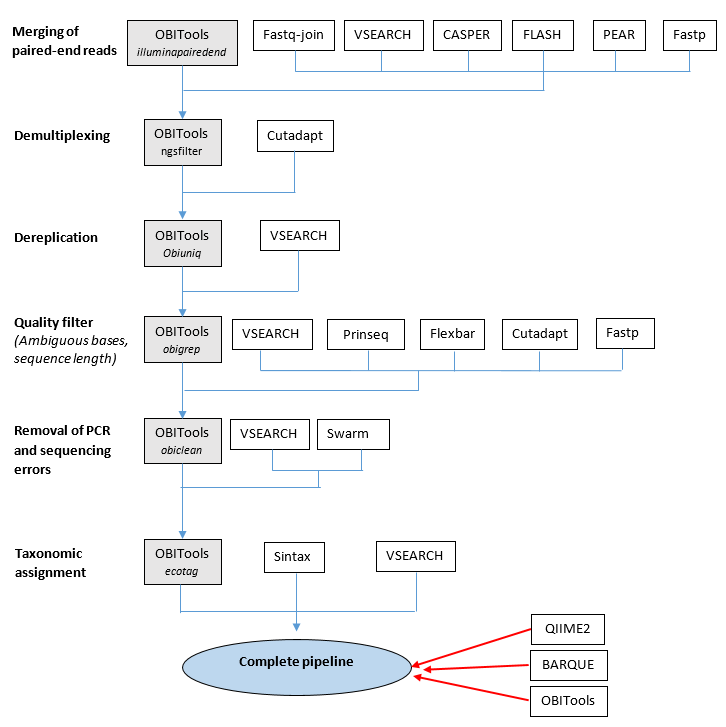 Merging of
paired-end reads
OBITools
illuminapairedend
Fastq-join
VSEARCH
CASPER
FLASH
PEAR
Fastp
Demultiplexing
OBITools
ngsfilter
Cutadapt
Dereplication
OBITools
Obiuniq
VSEARCH
Quality filter
(Ambiguous bases,
sequence length)
OBITools
obigrep
VSEARCH
Prinseq
Flexbar
Cutadapt
Fastp
Removal of PCR
and sequencing
errors
OBITools
obiclean
VSEARCH
Swarm
Taxonomic
assignment
OBITools
ecotag
Sintax
VSEARCH
Complete pipeline
QIIME2
BARQUE
OBITools